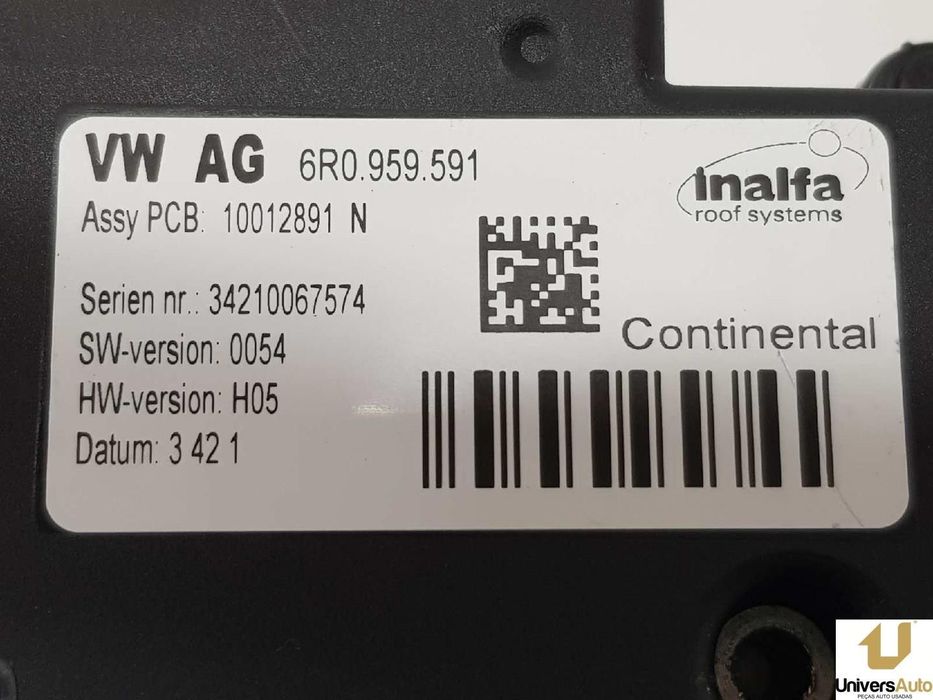 VW AG 6R0.959.591
Assy PCB: 10012891 N
Inalfa
roof systems
Serien nr.: 34210067574
SW-version: 0054
HW-version: H05
Datum: 3 42 1
Continental
UniversAuto
PEÇAS AUTO USADAS